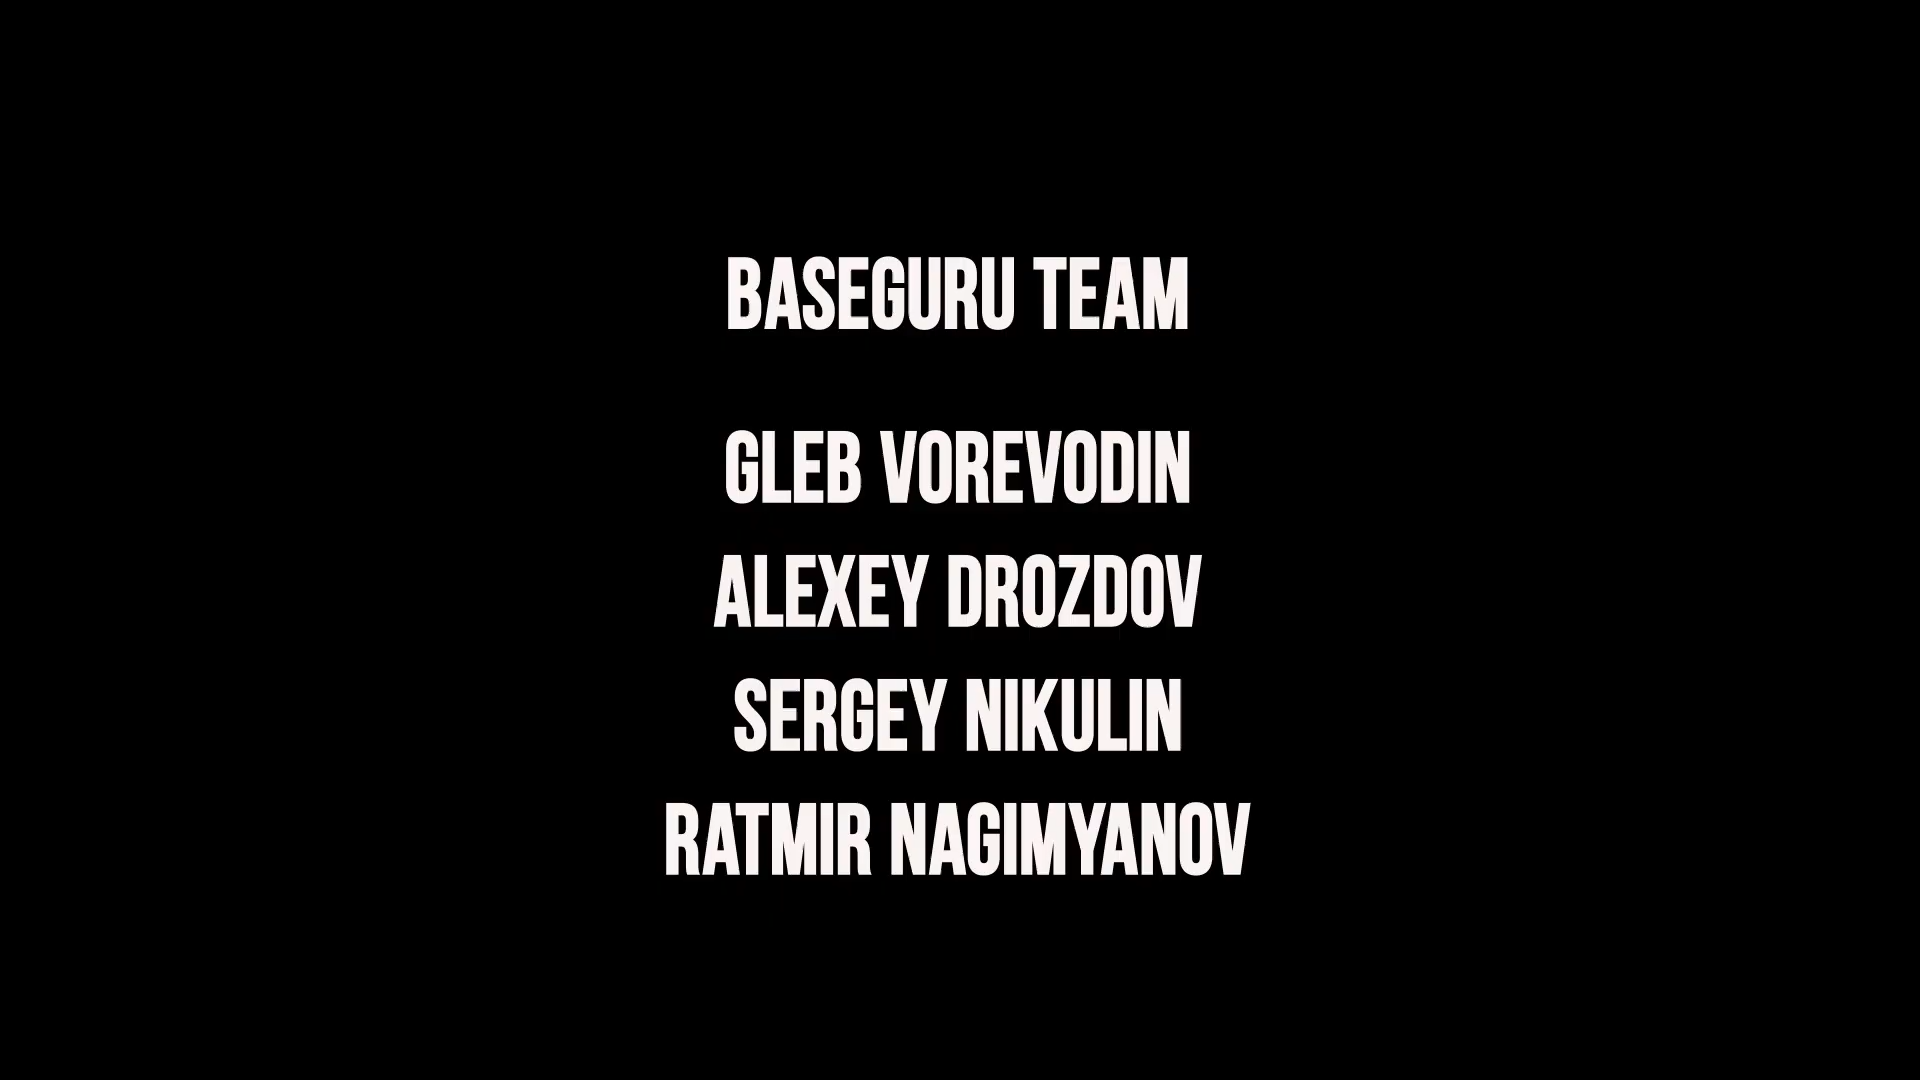 BASEGURU TEAM
GLEB VOREVODIN
ALEXEY DROZDOV
SERGEY NIKULIN
RATMIR NAGIMYANOV